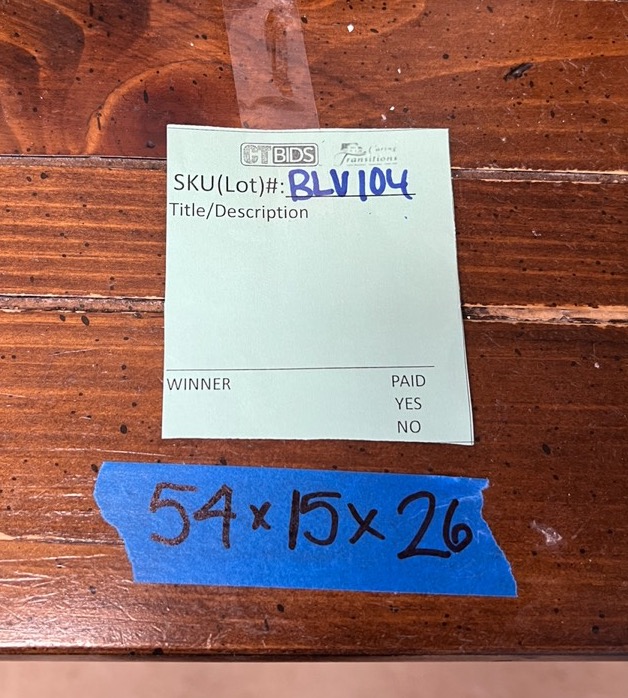 CTBIDS Caring
Transitions
SKU(Lot)#: BLV104
Title/Description
WINNER PAID
YES
NO
54 x 15 x 26